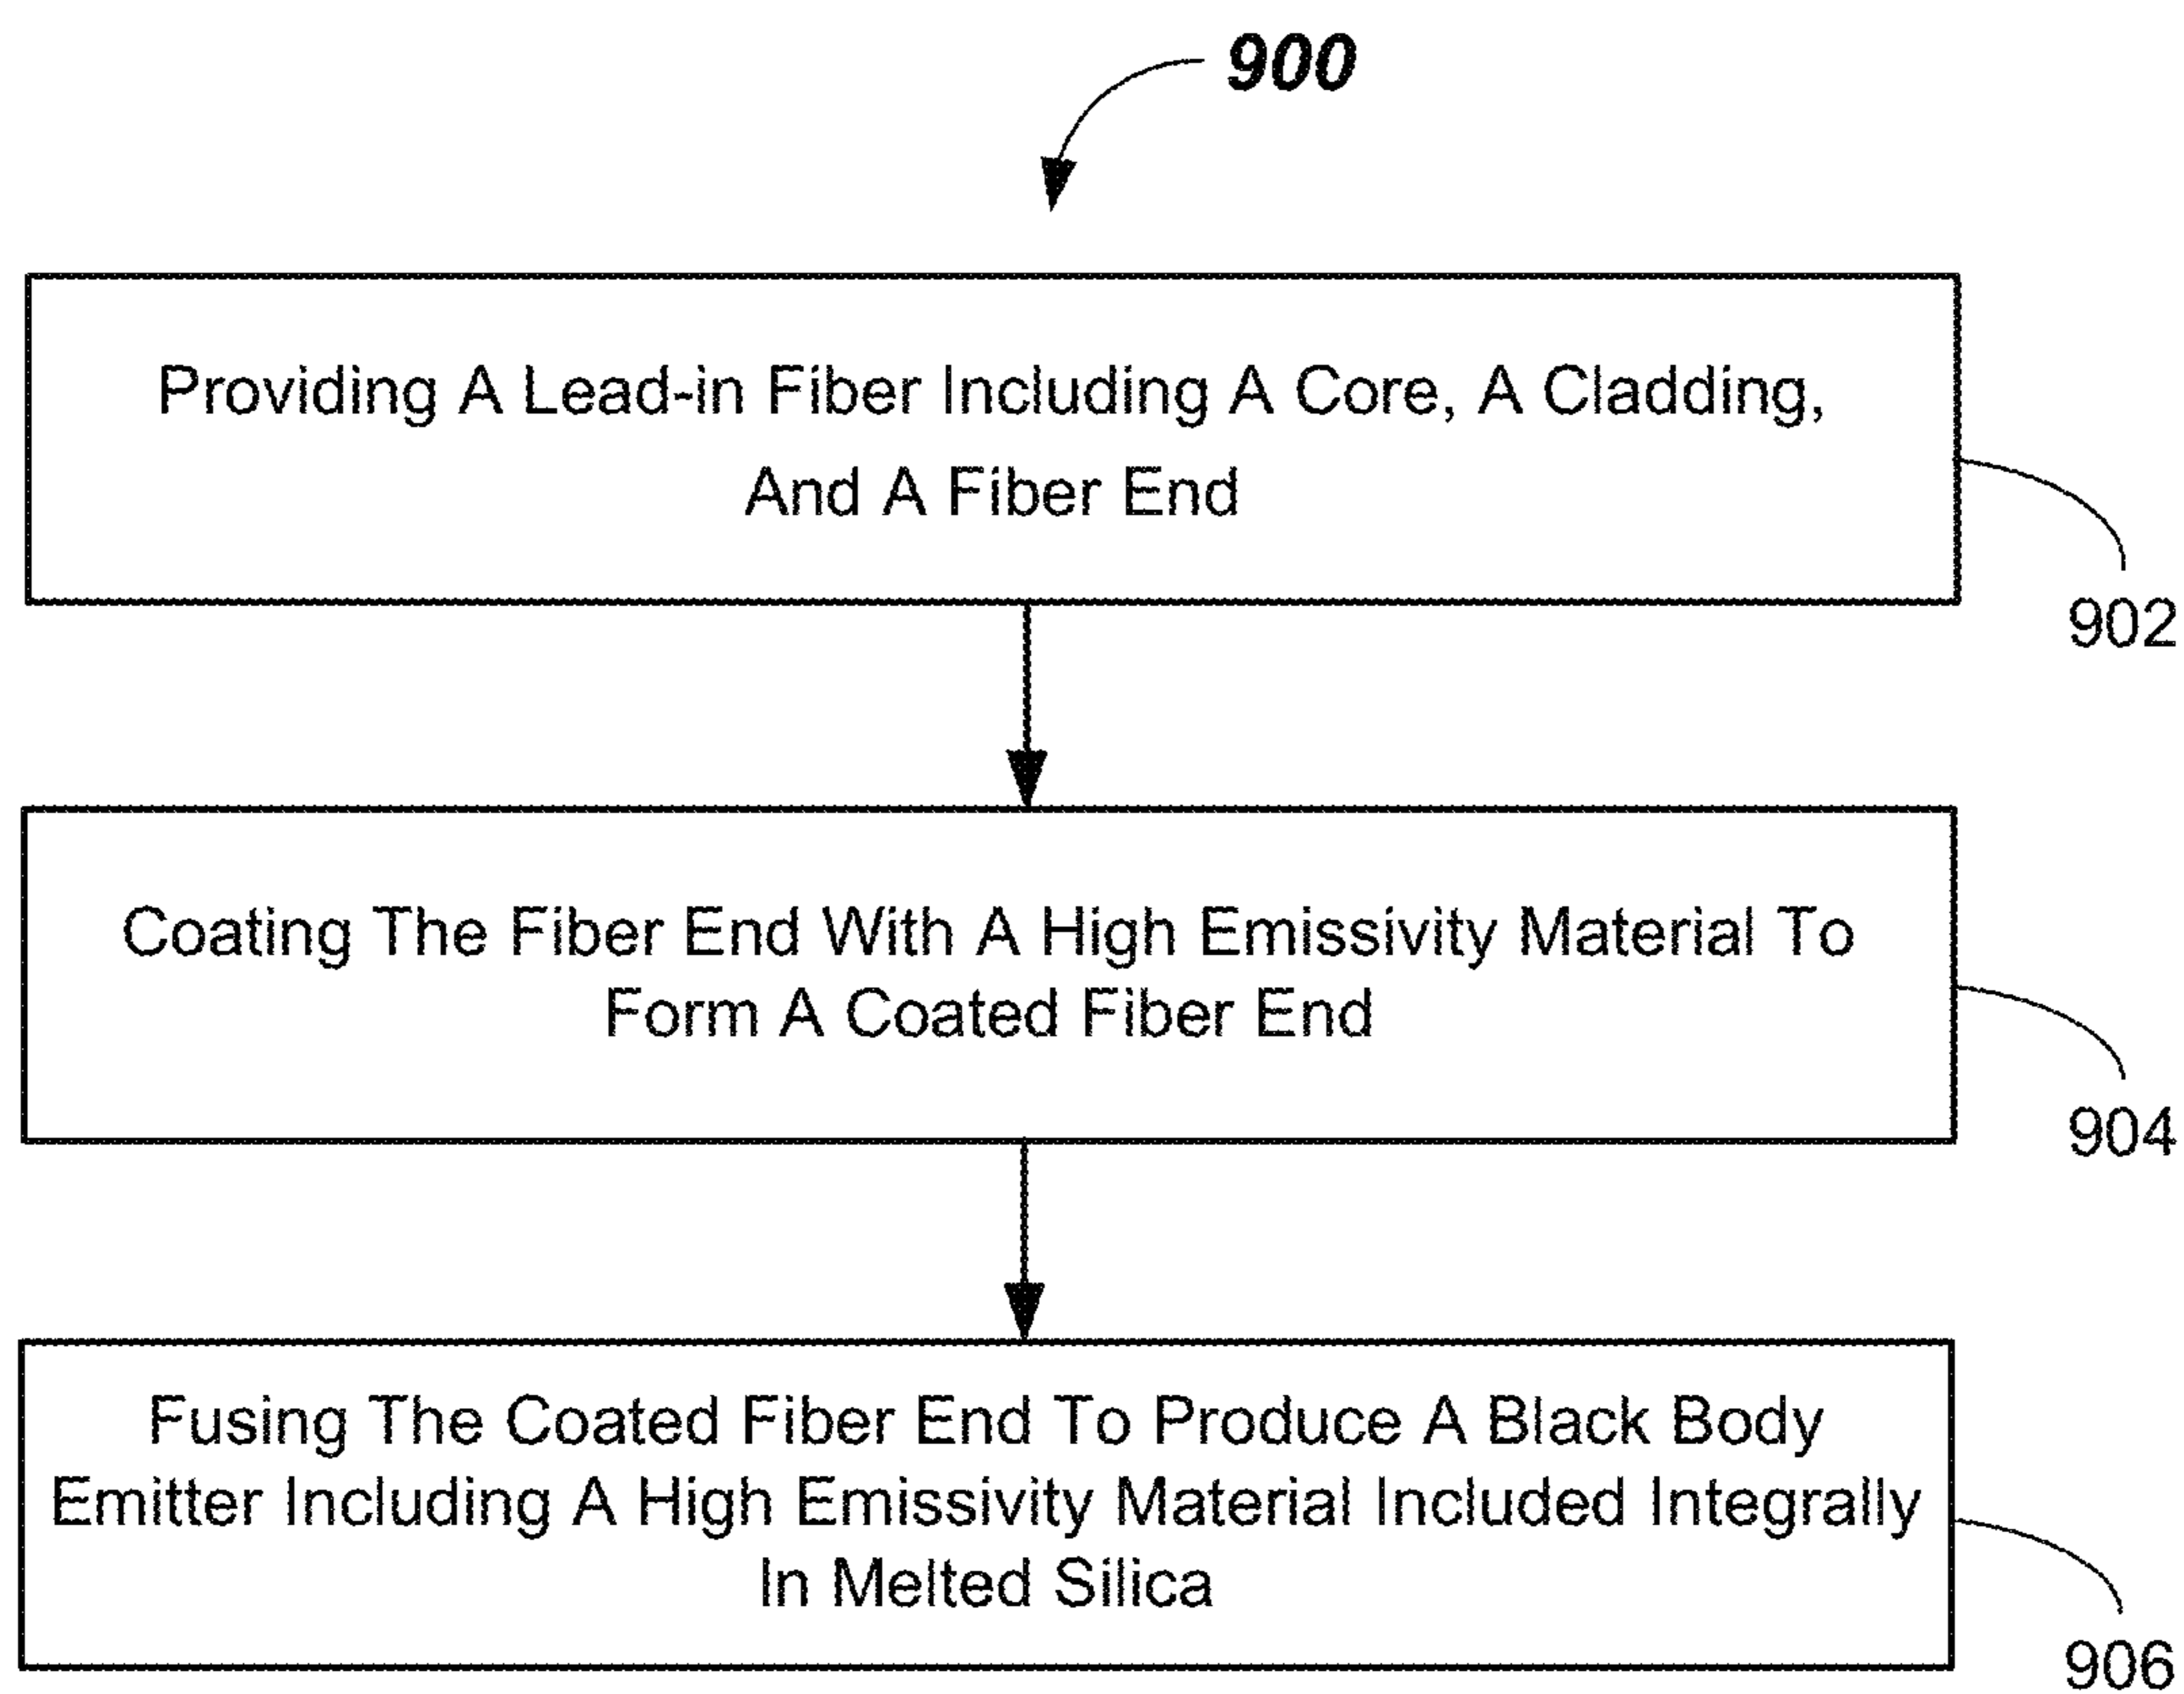 900
Providing A Lead-in Fiber Including A Core, A Cladding,
And A Fiber End
902
Coating The Fiber End With A High Emissivity Material To
Form A Coated Fiber End
904
Fusing The Coated Fiber End To Produce A Black Body
Emitter Including A High Emissivity Material Included Integrally
In Melted Silica
906